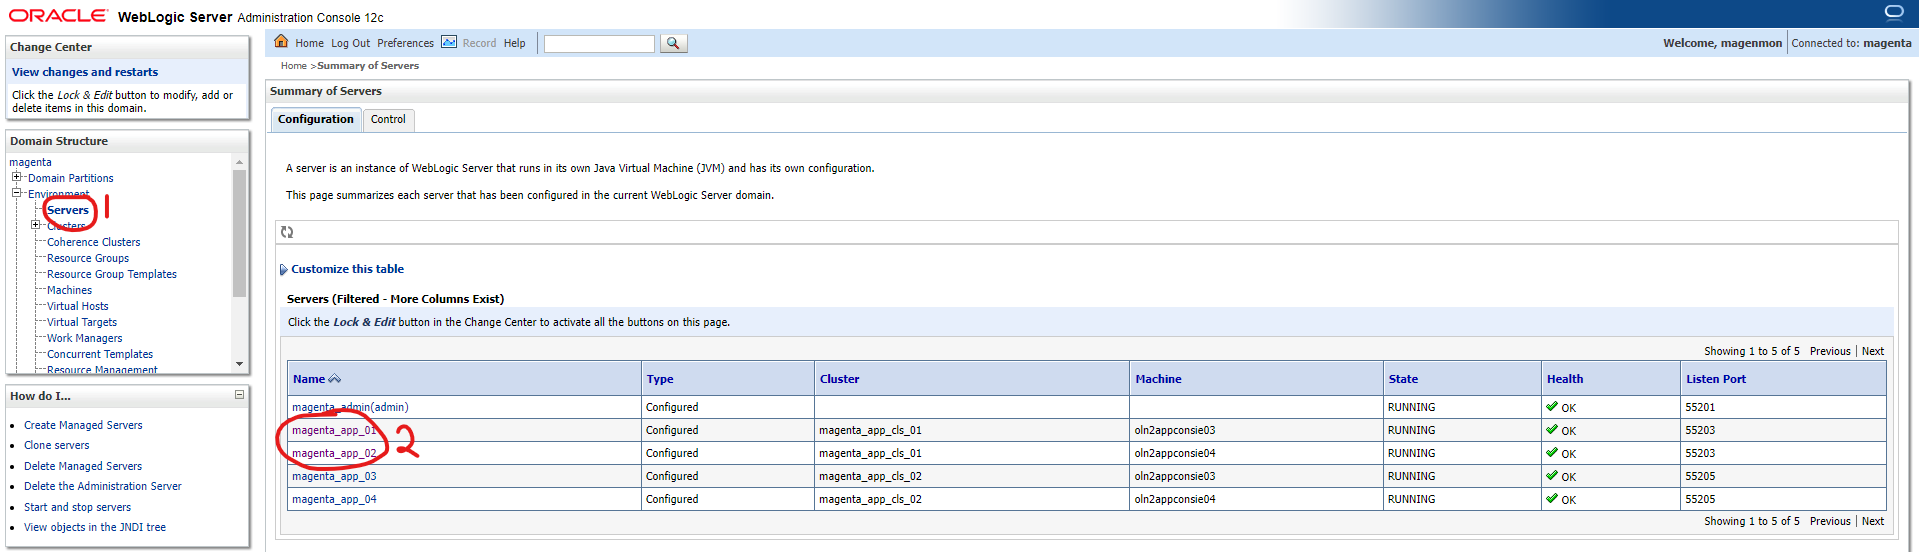 ORACLE WebLogic Server Administration Console 12c
Change Center
View changes and restarts
Click the Lock & Edit button to modify, add or
delete items in this domain.
Domain Structure
magenta
Domain Partitions
Environment
Servers 1
Clusters
Coherence Clusters
Resource Groups
Resource Group Templates
Machines
Virtual Hosts
Virtual Targets
Work Managers
Concurrent Templates
Resource Management
How do I...
Create Managed Servers
Clone servers
Delete Managed Servers
Delete the Administration Server
Start and stop servers
View objects in the JNDI tree
Home Log Out Preferences Record Help
Welcome, magenmon Connected to: magenta
Home >Summary of Servers
Summary of Servers
Configuration Control
A server is an instance of WebLogic Server that runs in its own Java Virtual Machine (JVM) and has its own configuration.
This page summarizes each server that has been configured in the current WebLogic Server domain.
Customize this table
Servers (Filtered - More Columns Exist)
Click the Lock & Edit button in the Change Center to activate all the buttons on this page.
Showing 1 to 5 of 5 Previous | Next
Name Type Cluster Machine State Health Listen Port
magenta_admin(admin) Configured RUNNING OK 55201
magenta_app_01 Configured magenta_app_cls_01 oln2appconsie03 RUNNING OK 55203
2
magenta_app_02 Configured magenta_app_cls_01 oln2appconsie04 RUNNING OK 55203
magenta_app_03 Configured magenta_app_cls_02 oln2appconsie03 RUNNING OK 55205
magenta_app_04 Configured magenta_app_cls_02 oln2appconsie04 RUNNING OK 55205
Showing 1 to 5 of 5 Previous | Next